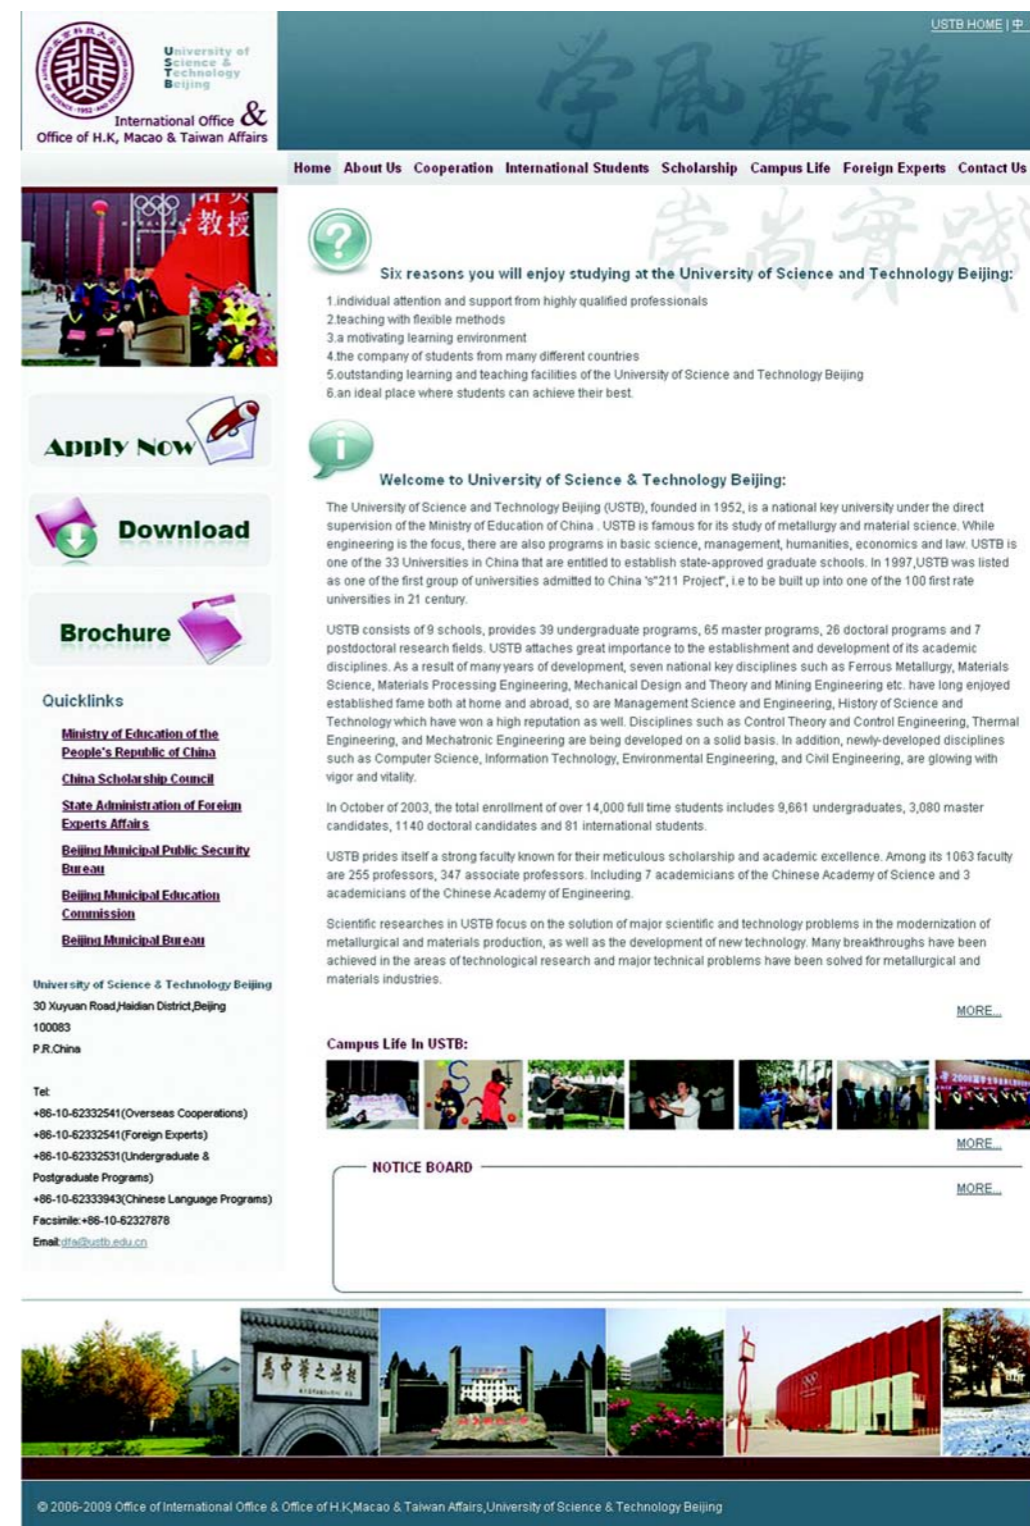 USTB HOME | 中
University of
Science &
Technology
Beijing
International Office &
Office of H.K, Macao & Taiwan Affairs
学风严谨
Home About Us Cooperation International Students Scholarship Campus Life Foreign Experts Contact Us
崇尚實踐
教授
Six reasons you will enjoy studying at the University of Science and Technology Beijing:
1.individual attention and support from highly qualified professionals
2.teaching with flexible methods
3.a motivating learning environment
4.the company of students from many different countries
5.outstanding learning and teaching facilities of the University of Science and Technology Beijing
6.an ideal place where students can achieve their best.
Apply Now
Download
Brochure
Quicklinks
Ministry of Education of the
People's Republic of China
China Scholarship Council
State Administration of Foreign
Experts Affairs
Beijing Municipal Public Security
Bureau
Beijing Municipal Education
Commission
Beijing Municipal Bureau
University of Science & Technology Beijing
30 Xuyuan Road,Haidian District,Beijing
100083
P.R.China
Tel:
+86-10-62332541(Overseas Cooperations)
+86-10-62332541(Foreign Experts)
+86-10-62332531(Undergraduate &
Postgraduate Programs)
+86-10-62333943(Chinese Language Programs)
Facsimile:+86-10-62327878
Email:dfa@ustb.edu.cn
Welcome to University of Science & Technology Beijing:
The University of Science and Technology Beijing (USTB), founded in 1952, is a national key university under the direct
supervision of the Ministry of Education of China . USTB is famous for its study of metallurgy and material science. While
engineering is the focus, there are also programs in basic science, management, humanities, economics and law. USTB is
one of the 33 Universities in China that are entitled to establish state-approved graduate schools. In 1997,USTB was listed
as one of the first group of universities admitted to China 's"211 Project", i.e to be built up into one of the 100 first rate
universities in 21 century.
USTB consists of 9 schools, provides 39 undergraduate programs, 65 master programs, 26 doctoral programs and 7
postdoctoral research fields. USTB attaches great importance to the establishment and development of its academic
disciplines. As a result of many years of development, seven national key disciplines such as Ferrous Metallurgy, Materials
Science, Materials Processing Engineering, Mechanical Design and Theory and Mining Engineering etc. have long enjoyed
established fame both at home and abroad, so are Management Science and Engineering, History of Science and
Technology which have won a high reputation as well. Disciplines such as Control Theory and Control Engineering, Thermal
Engineering, and Mechatronic Engineering are being developed on a solid basis. In addition, newly-developed disciplines
such as Computer Science, Information Technology, Environmental Engineering, and Civil Engineering, are glowing with
vigor and vitality.
In October of 2003, the total enrollment of over 14,000 full time students includes 9,661 undergraduates, 3,080 master
candidates, 1140 doctoral candidates and 81 international students.
USTB prides itself a strong faculty known for their meticulous scholarship and academic excellence. Among its 1063 faculty
are 255 professors, 347 associate professors. Including 7 academicians of the Chinese Academy of Science and 3
academicians of the Chinese Academy of Engineering.
Scientific researches in USTB focus on the solution of major scientific and technology problems in the modernization of
metallurgical and materials production, as well as the development of new technology. Many breakthroughs have been
achieved in the areas of technological research and major technical problems have been solved for metallurgical and
materials industries.
MORE...
Campus Life In USTB:
MORE...
NOTICE BOARD
MORE...
© 2006-2009 Office of International Office & Office of H.K,Macao & Taiwan Affairs,University of Science & Technology Beijing